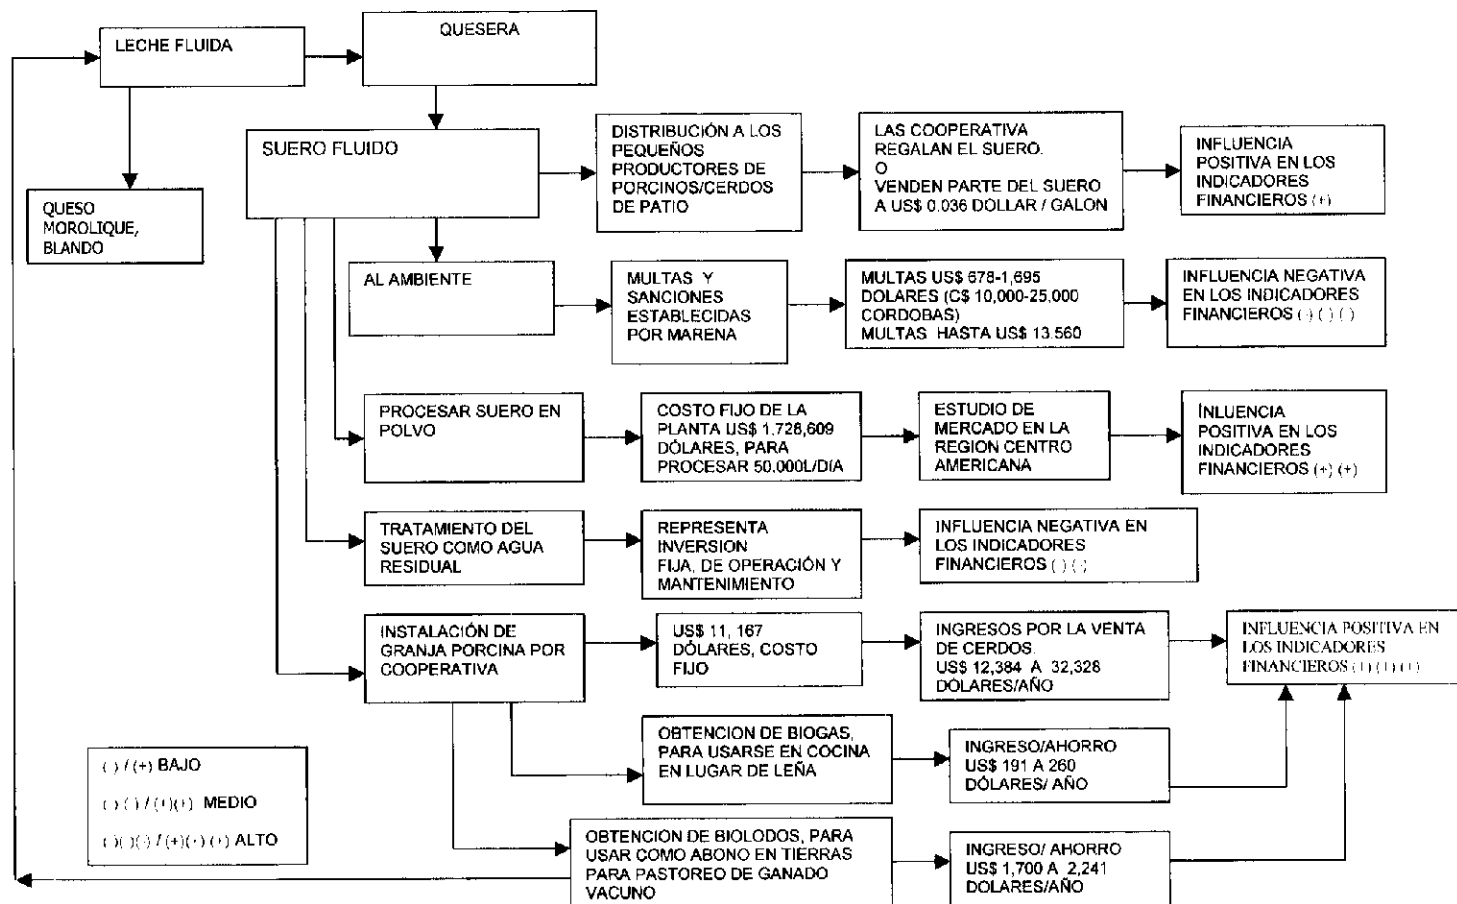 LECHE FLUIDA
QUESERA
QUESO
MOROLIQUE,
BLANDO
SUERO FLUIDO
DISTRIBUCIÓN A LOS
PEQUEÑOS
PRODUCTORES DE
PORCINOS/CERDOS
DE PATIO
LAS COOPERATIVA
REGALAN EL SUERO.
O
VENDEN PARTE DEL SUERO
A US$ 0.036 DOLLAR / GALON
INFLUENCIA
POSITIVA EN LOS
INDICADORES
FINANCIEROS (+)
AL AMBIENTE
MULTAS Y
SANCIONES
ESTABLECIDAS
POR MARENA
MULTAS US$ 678-1,695
DOLARES (C$ 10,000-25,000
CORDOBAS)
MULTAS HASTA US$ 13.560
INFLUENCIA NEGATIVA
EN LOS INDICADORES
FINANCIEROS (-) (-) (-)
PROCESAR SUERO EN
POLVO
COSTO FIJO DE LA
PLANTA US$ 1,728,609
DÓLARES, PARA
PROCESAR 50.000L/DIA
ESTUDIO DE
MERCADO EN LA
REGION CENTRO
AMERICANA
INLUENCIA
POSITIVA EN LOS
INDICADORES
FINANCIEROS (+) (+)
TRATAMIENTO DEL
SUERO COMO AGUA
RESIDUAL
REPRESENTA
INVERSION
FIJA, DE OPERACIÓN Y
MANTENIMIENTO
INFLUENCIA NEGATIVA EN
LOS INDICADORES
FINANCIEROS (-) (-)
INSTALACIÓN DE
GRANJA PORCINA POR
COOPERATIVA
US$ 11, 167
DÓLARES, COSTO
FIJO
INGRESOS POR LA VENTA
DE CERDOS.
US$ 12,384 A 32,328
DÓLARES/AÑO
INFLUENCIA POSITIVA EN
LOS INDICADORES
FINANCIEROS (+) (+) (+)
OBTENCION DE BIOGAS,
PARA USARSE EN COCINA
EN LUGAR DE LEÑA
INGRESO/AHORRO
US$ 191 A 260
DÓLARES/ AÑO
OBTENCION DE BIOLODOS, PARA
USAR COMO ABONO EN TIERRAS
PARA PASTOREO DE GANADO
VACUNO
INGRESO/ AHORRO
US$ 1,700 A 2,241
DOLARES/AÑO
(-) / (+) BAJO
(-) (-) / (+)(+) MEDIO
(-)(-)(-) / (+)(+) (+) ALTO